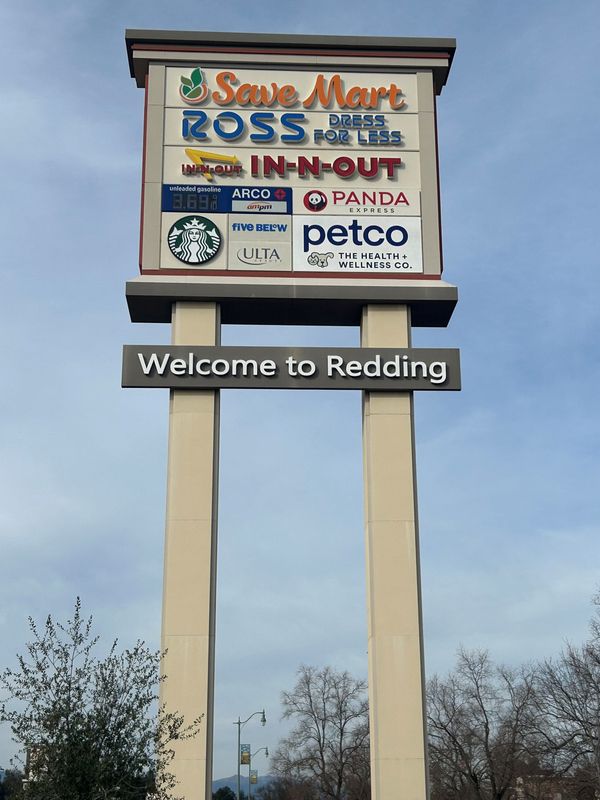 Save Mart
ROSS DRESS
FOR LESS
IN-N-OUT IN-N-OUT
unleaded gasoline
3.69
ARCO
ampm
PANDA
EXPRESS
FIVE BELOW
ULTA
BEAUTY
petco
THE HEALTH +
WELLNESS CO.
Welcome to Redding